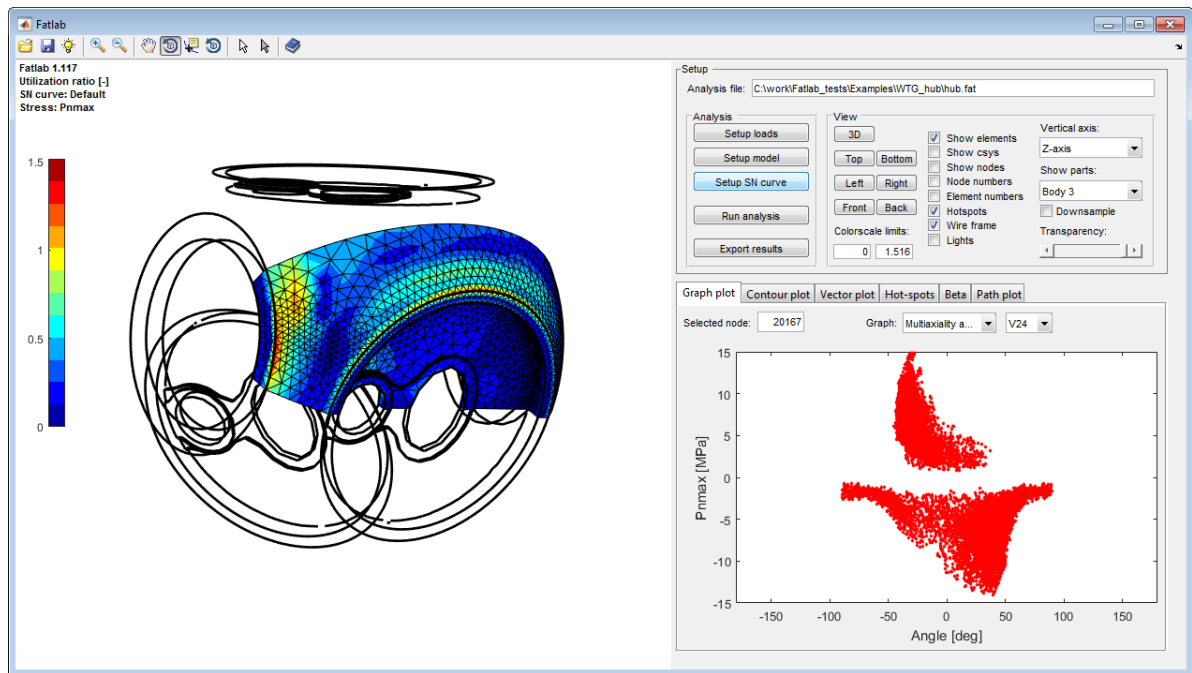 Fatlab
Fatlab 1.117
Utilization ratio [-]
SN curve: Default
Stress: Pnmax
1.5
1
0.5
0
Setup
Analysis file: C:\work\Fatlab_tests\Examples\WTG_hub\hub.fat
Analysis
Setup loads
Setup model
Setup SN curve
Run analysis
Export results
View
3D
Top Bottom
Left Right
Front Back
Colorscale limits:
0 1.516
Show elements
Show csys
Show nodes
Node numbers
Element numbers
Hotspots
Wire frame
Lights
Vertical axis:
Z-axis
Show parts:
Body 3
Downsample
Transparency:
Graph plot Contour plot Vector plot Hot-spots Beta Path plot
Selected node: 20167 Graph: Multiaxiality a... V24
15
10
5
0
-5
-10
-15
Pnmax [MPa]
-150 -100 -50 0 50 100 150
Angle [deg]